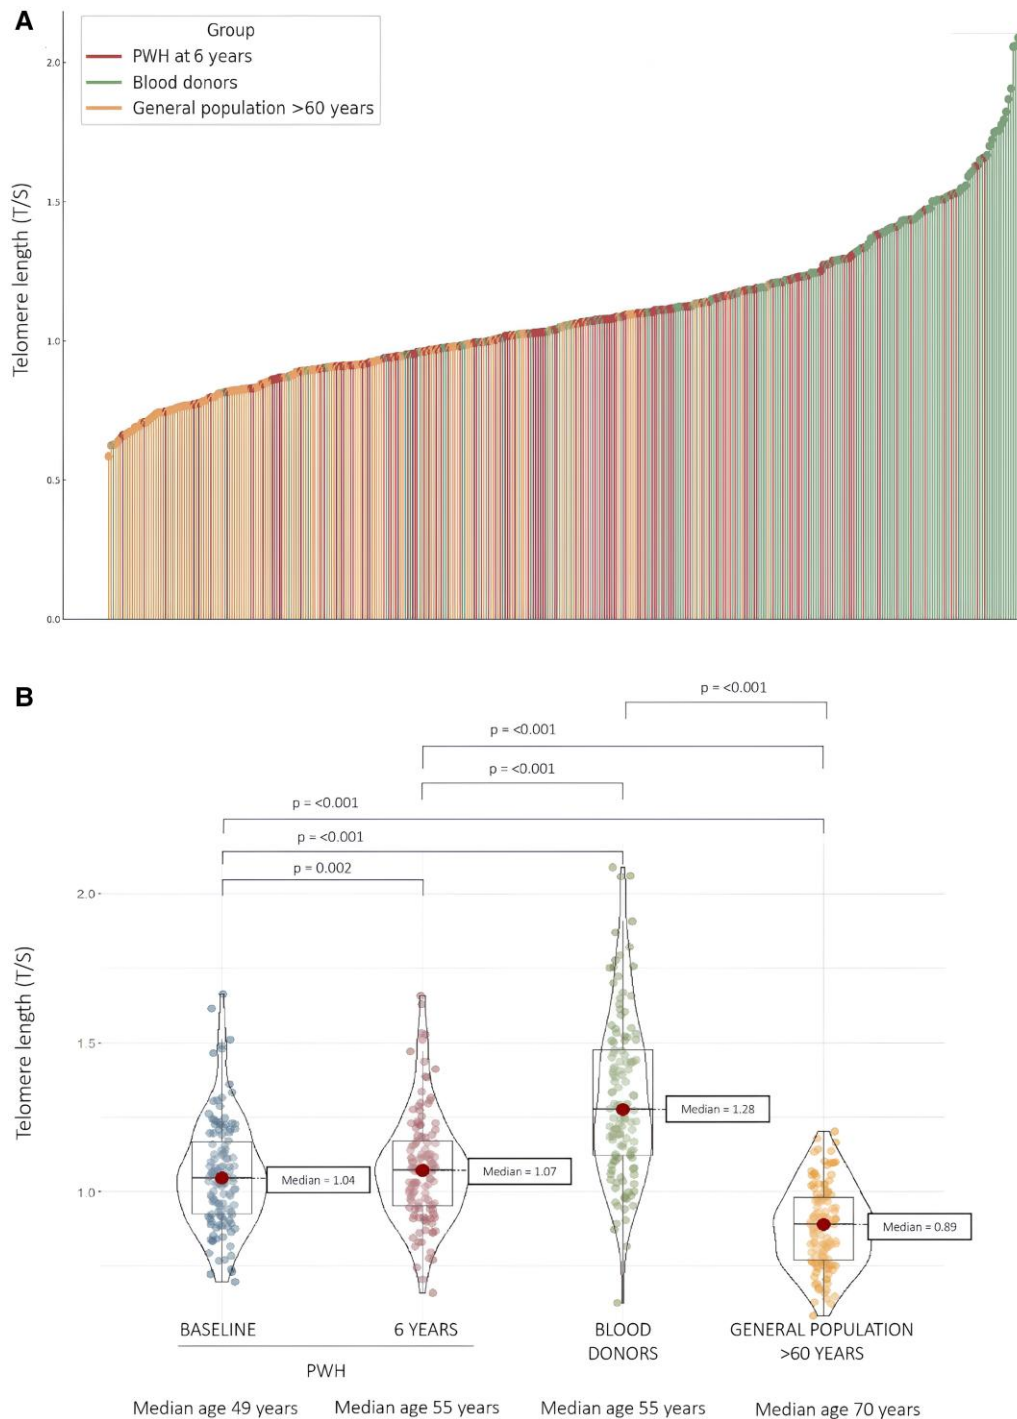 A
Group
PWH at 6 years
Blood donors
General population >60 years
Telomere length (T/S)
2.0
1.5
1.0
0.5
0.0
B
p = <0.001
p = <0.001
p = <0.001
p = <0.001
p = <0.001
p = 0.002
Telomere length (T/S)
2.0
1.5
1.0
Median = 1.04
Median = 1.07
Median = 1.28
Median = 0.89
BASELINE
6 YEARS
BLOOD
DONORS
GENERAL POPULATION
>60 YEARS
PWH
Median age 49 years
Median age 55 years
Median age 55 years
Median age 70 years